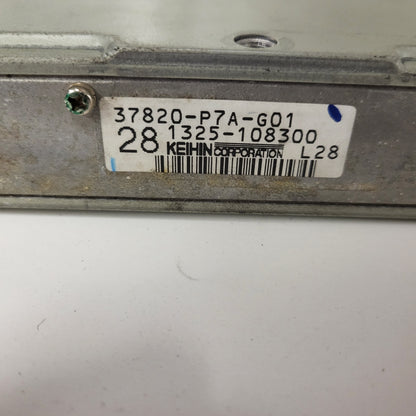 37820-P7A-G01
28 1325-108300
KEIHIN CORPORATION L28